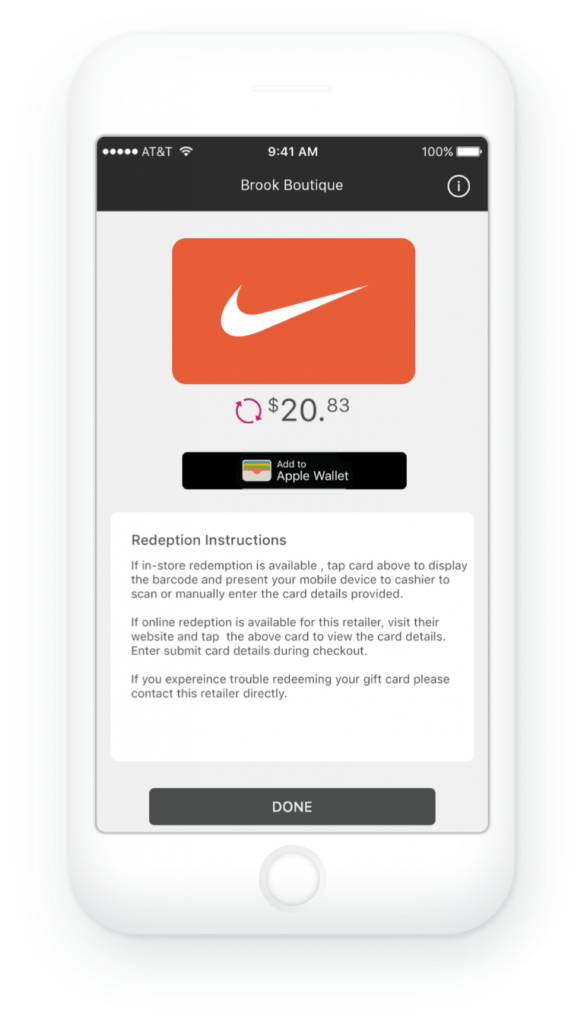 AT&T 9:41 AM 100%
Brook Boutique
$20.83
Add to
Apple Wallet
Redeption Instructions
If in-store redemption is available , tap card above to display
the barcode and present your mobile device to cashier to
scan or manually enter the card details provided.
If online redeption is available for this retailer, visit their
website and tap  the above card to view the card details.
Enter submit card details during checkout.
If you expereince trouble redeeming your gift card please
contact this retailer directly.
DONE